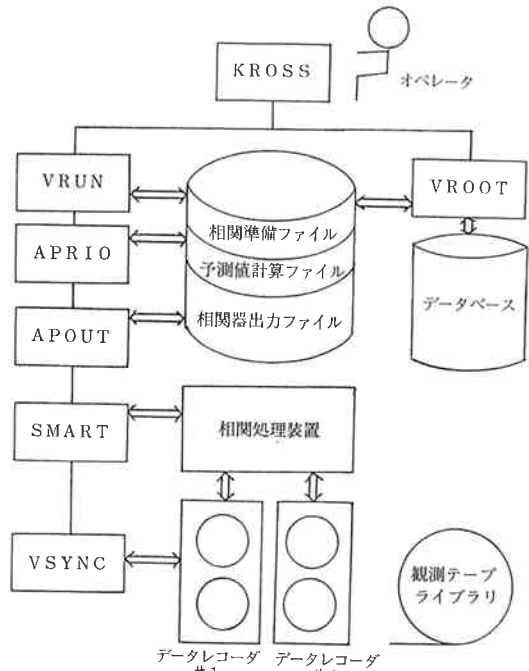 KROSS
オペレータ
VRUN
VROOT
相関準備ファイル
APRIO
予測値計算ファイル
データベース
APOUT
相関器出力ファイル
SMART
相関処理装置
VSYNC
観測テープ
ライブラリ
データレコーダ
#1
データレコーダ